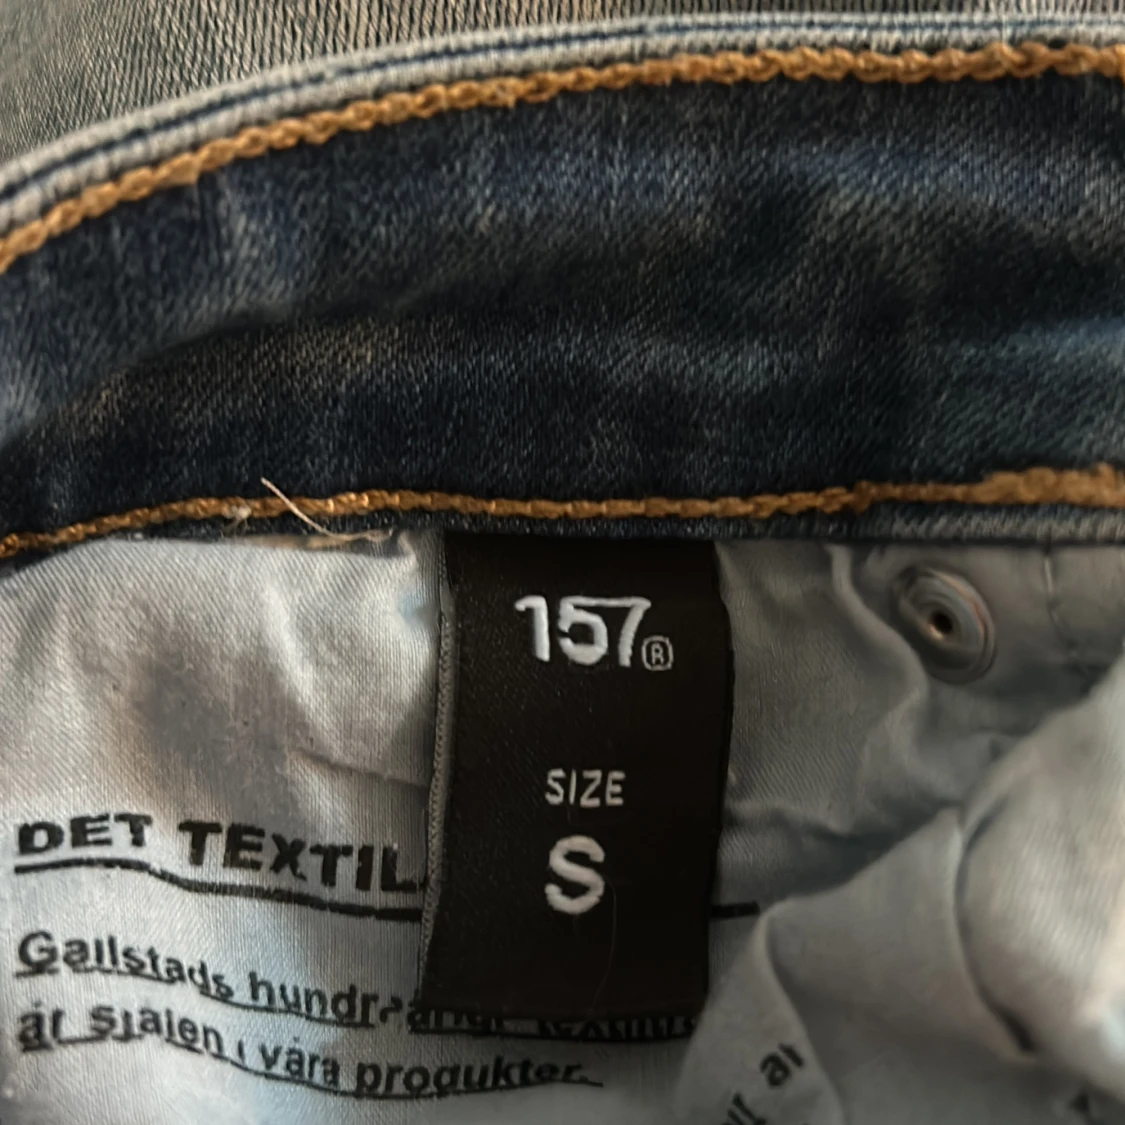 157®
SIZE
S
DET TEXTIL
Gallstads hundr
är själen i våra produkter.